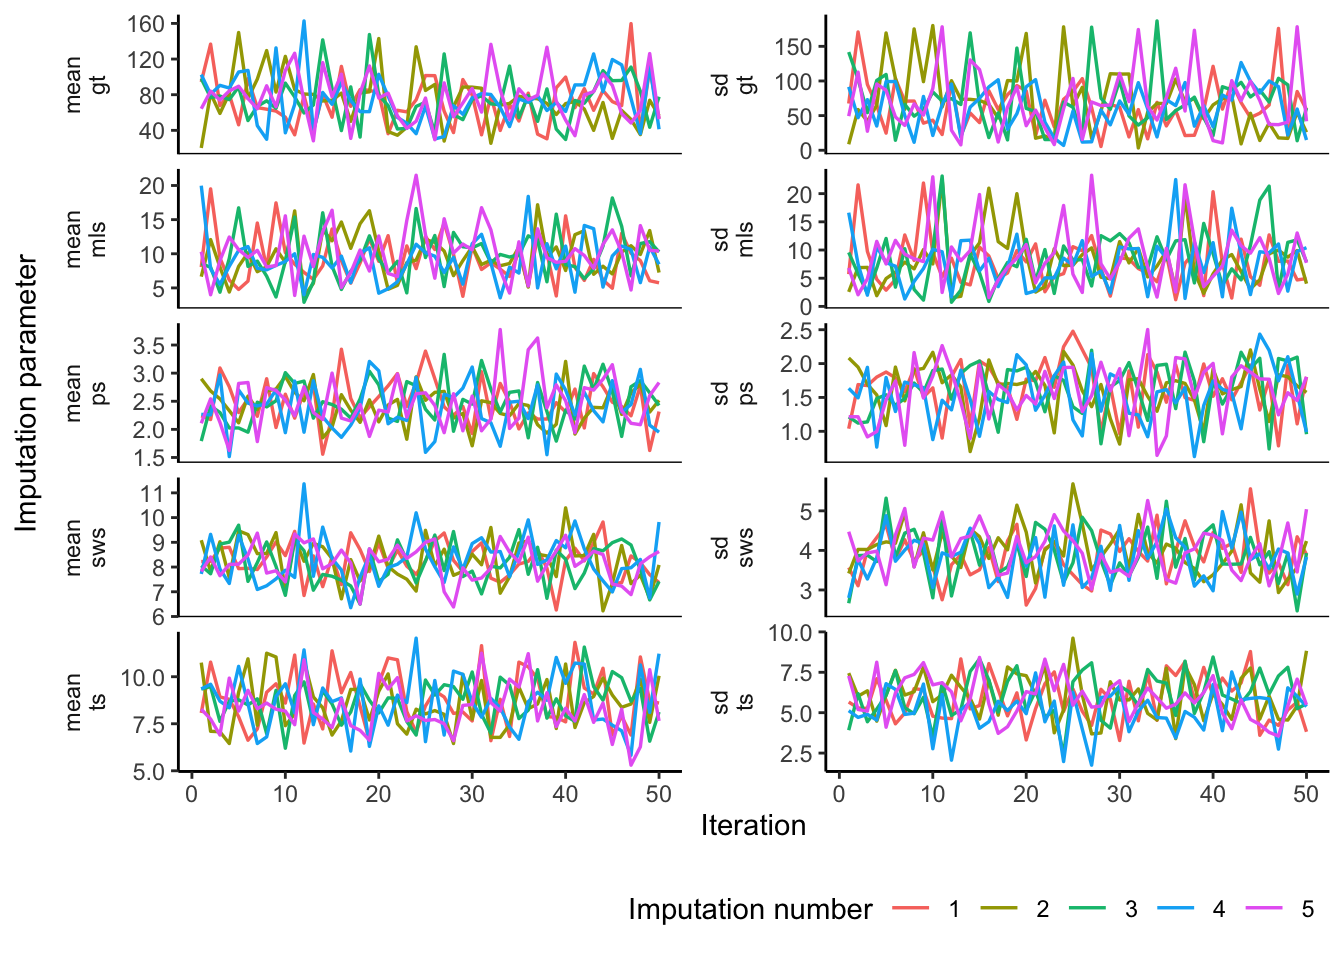 Imputation parameter
mean
gt
160
120
80
40
sd
gt
150
100
50
0
mean
mls
20
15
10
5
sd
mls
20
15
10
5
0
mean
ps
3.5
3.0
2.5
2.0
1.5
sd
ps
2.5
2.0
1.5
1.0
mean
sws
11
10
9
8
7
6
sd
sws
5
4
3
mean
ts
10.0
7.5
5.0
sd
ts
10.0
7.5
5.0
2.5
0 10 20 30 40 50
0 10 20 30 40 50
Iteration
Imputation number 1 2 3 4 5